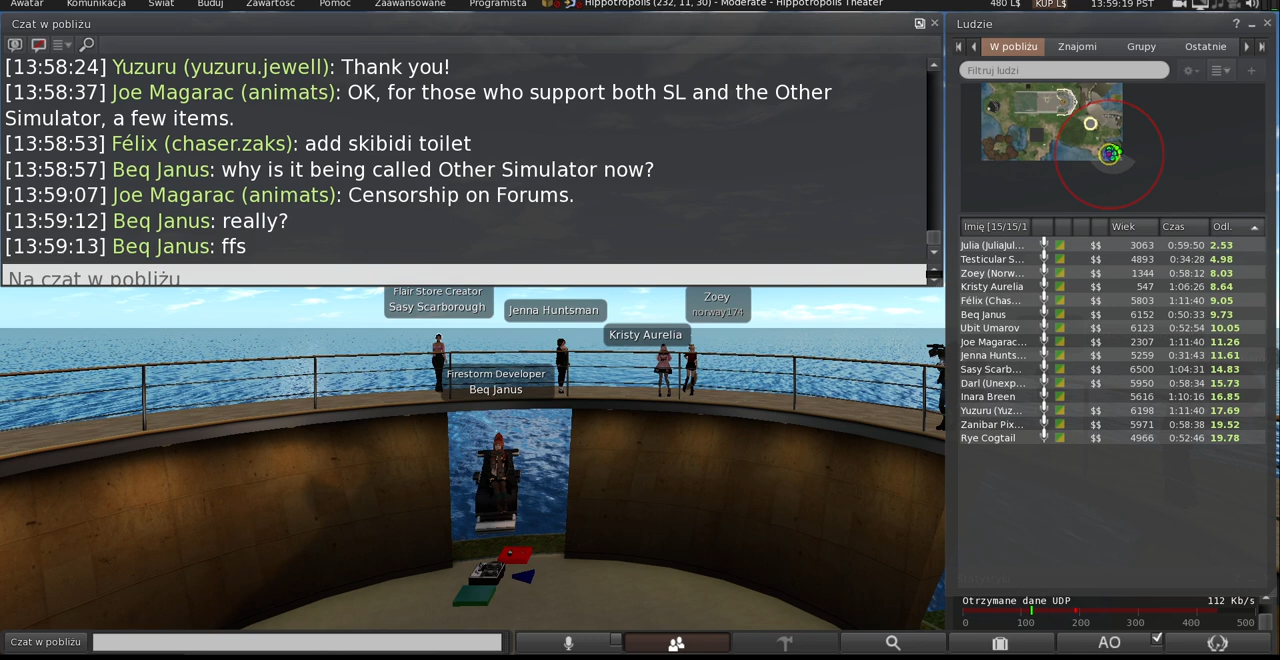 Awatar Komunikacja Świat Buduj Zawartość Pomoc Zaawansowane Programista Hippotropolis (232, 11, 30) - Moderate - Hippotropolis Theater 480 L$ KUP L$ 13:59:19 PDT
Czat w pobliżu
[13:58:24] Yuzuru (yuzuru.jewell): Thank you!
[13:58:37] Joe Magarac (animats): OK, for those who support both SL and the Other
Simulator, a few items.
[13:58:53] Félix (chaser.zaks): add skibidi toilet
[13:58:57] Beq Janus: why is it being called Other Simulator now?
[13:59:07] Joe Magarac (animats): Censorship on Forums.
[13:59:12] Beq Janus: really?
[13:59:13] Beq Janus: ffs
Na czat w pobliżu
Flair Store Creator
Sasy Scarborough
Jenna Huntsman
Zoey
norway174
Kristy Aurelia
Firestorm Developer
Beq Janus
Ludzie
W pobliżu Znajomi Grupy Ostatnie
Filtruj ludzi
Imię [15/15/1 Wiek Czas Odl.
Julia (JuliaJul... $$ 3063 0:59:50 2.53
Testicular S... $$ 4893 0:34:28 4.98
Zoey (Norw... $$ 1344 0:58:12 8.03
Kristy Aurelia $$ 547 1:06:26 8.64
Félix (Chas... $$ 5803 1:11:40 9.05
Beq Janus $$ 6152 0:50:33 9.73
Ubit Umarov $$ 6123 0:52:54 10.05
Joe Magarac... $$ 2307 1:11:40 11.26
Jenna Hunts... $$ 5259 0:31:43 11.61
Sasy Scarb... $$ 6500 1:04:31 14.83
Darl (Unexp... $$ 5950 0:58:34 15.73
Inara Breen 5616 1:10:16 16.85
Yuzuru (Yuz... $$ 6198 1:11:40 17.69
Zanibar Pix... $$ 5971 0:58:38 19.52
Rye Cogtail $$ 4966 0:52:46 19.78
Otrzymane dane UDP 112 Kb/s
0 100 200 300 400 500
Czat w pobliżu
AO